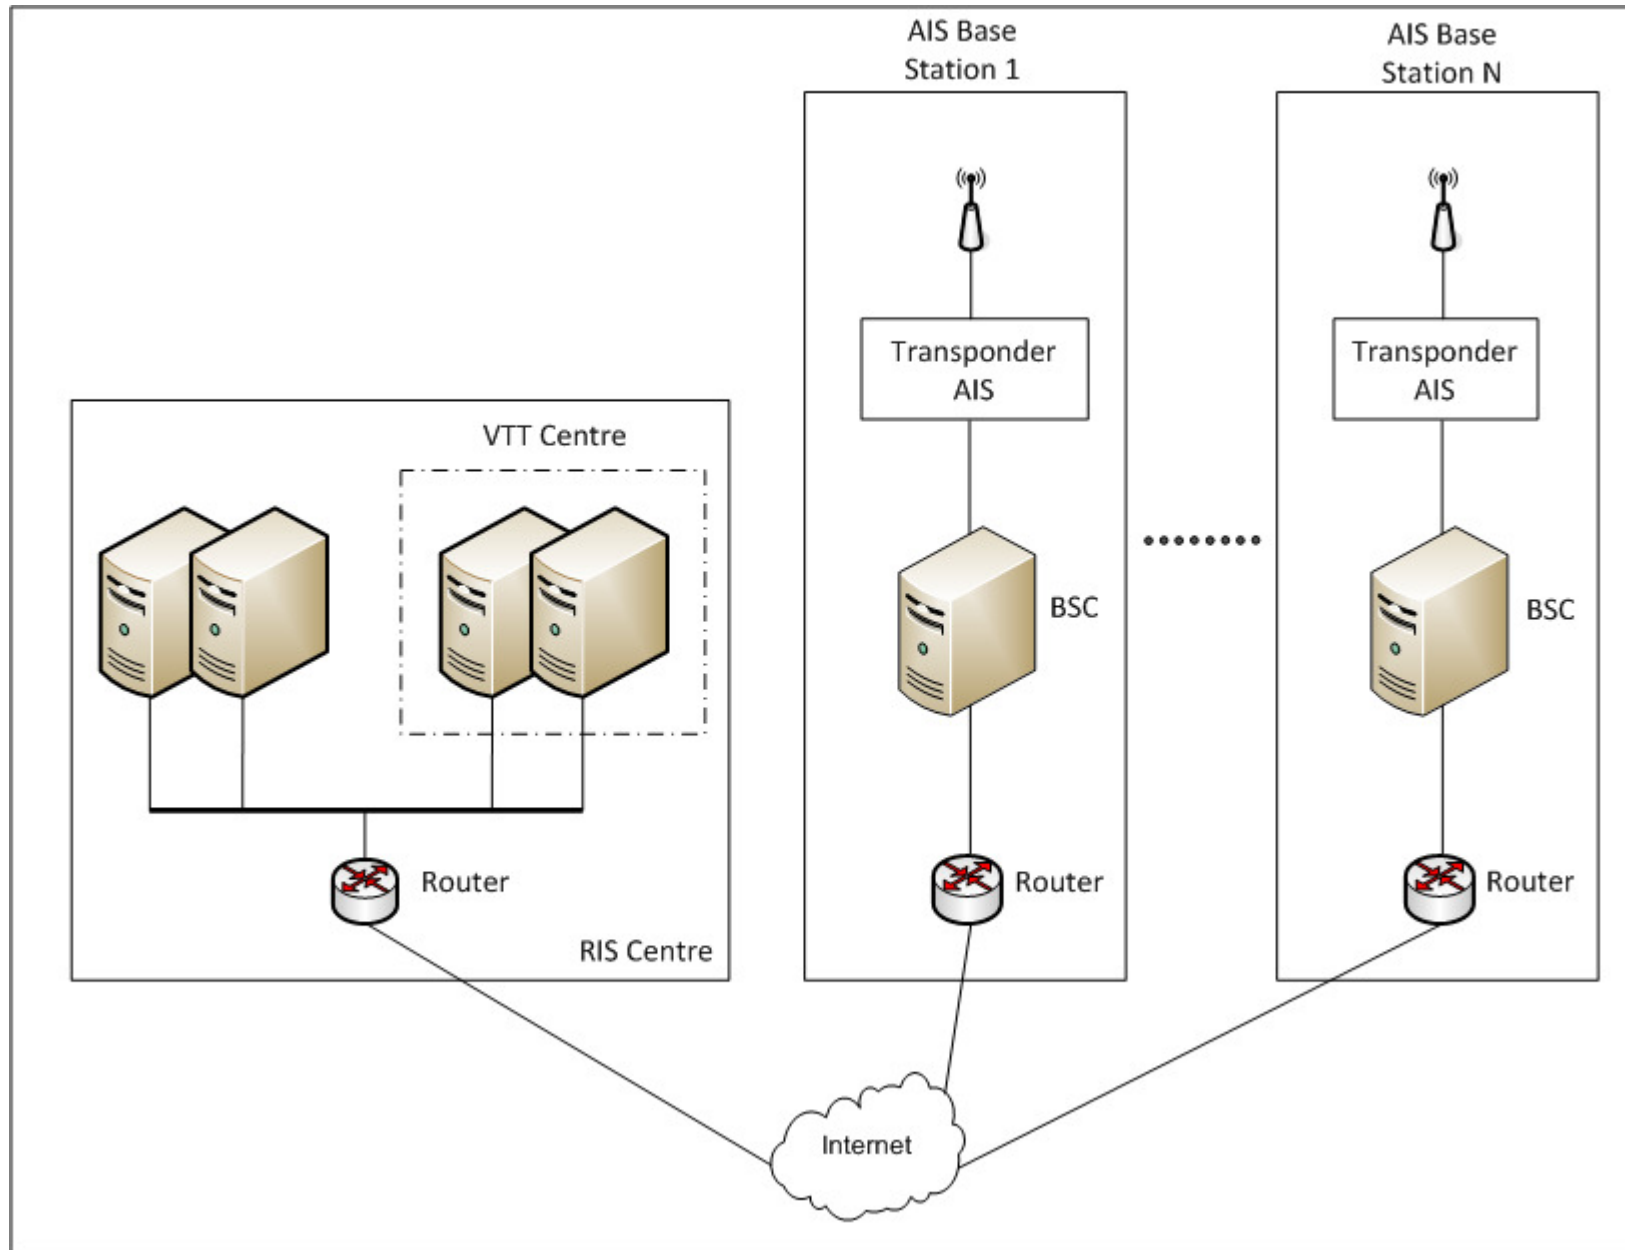 AIS Base
Station 1
AIS Base
Station N
Transponder
AIS
Transponder
AIS
VTT Centre
BSC
BSC
Router
Router
Router
RIS Centre
Internet